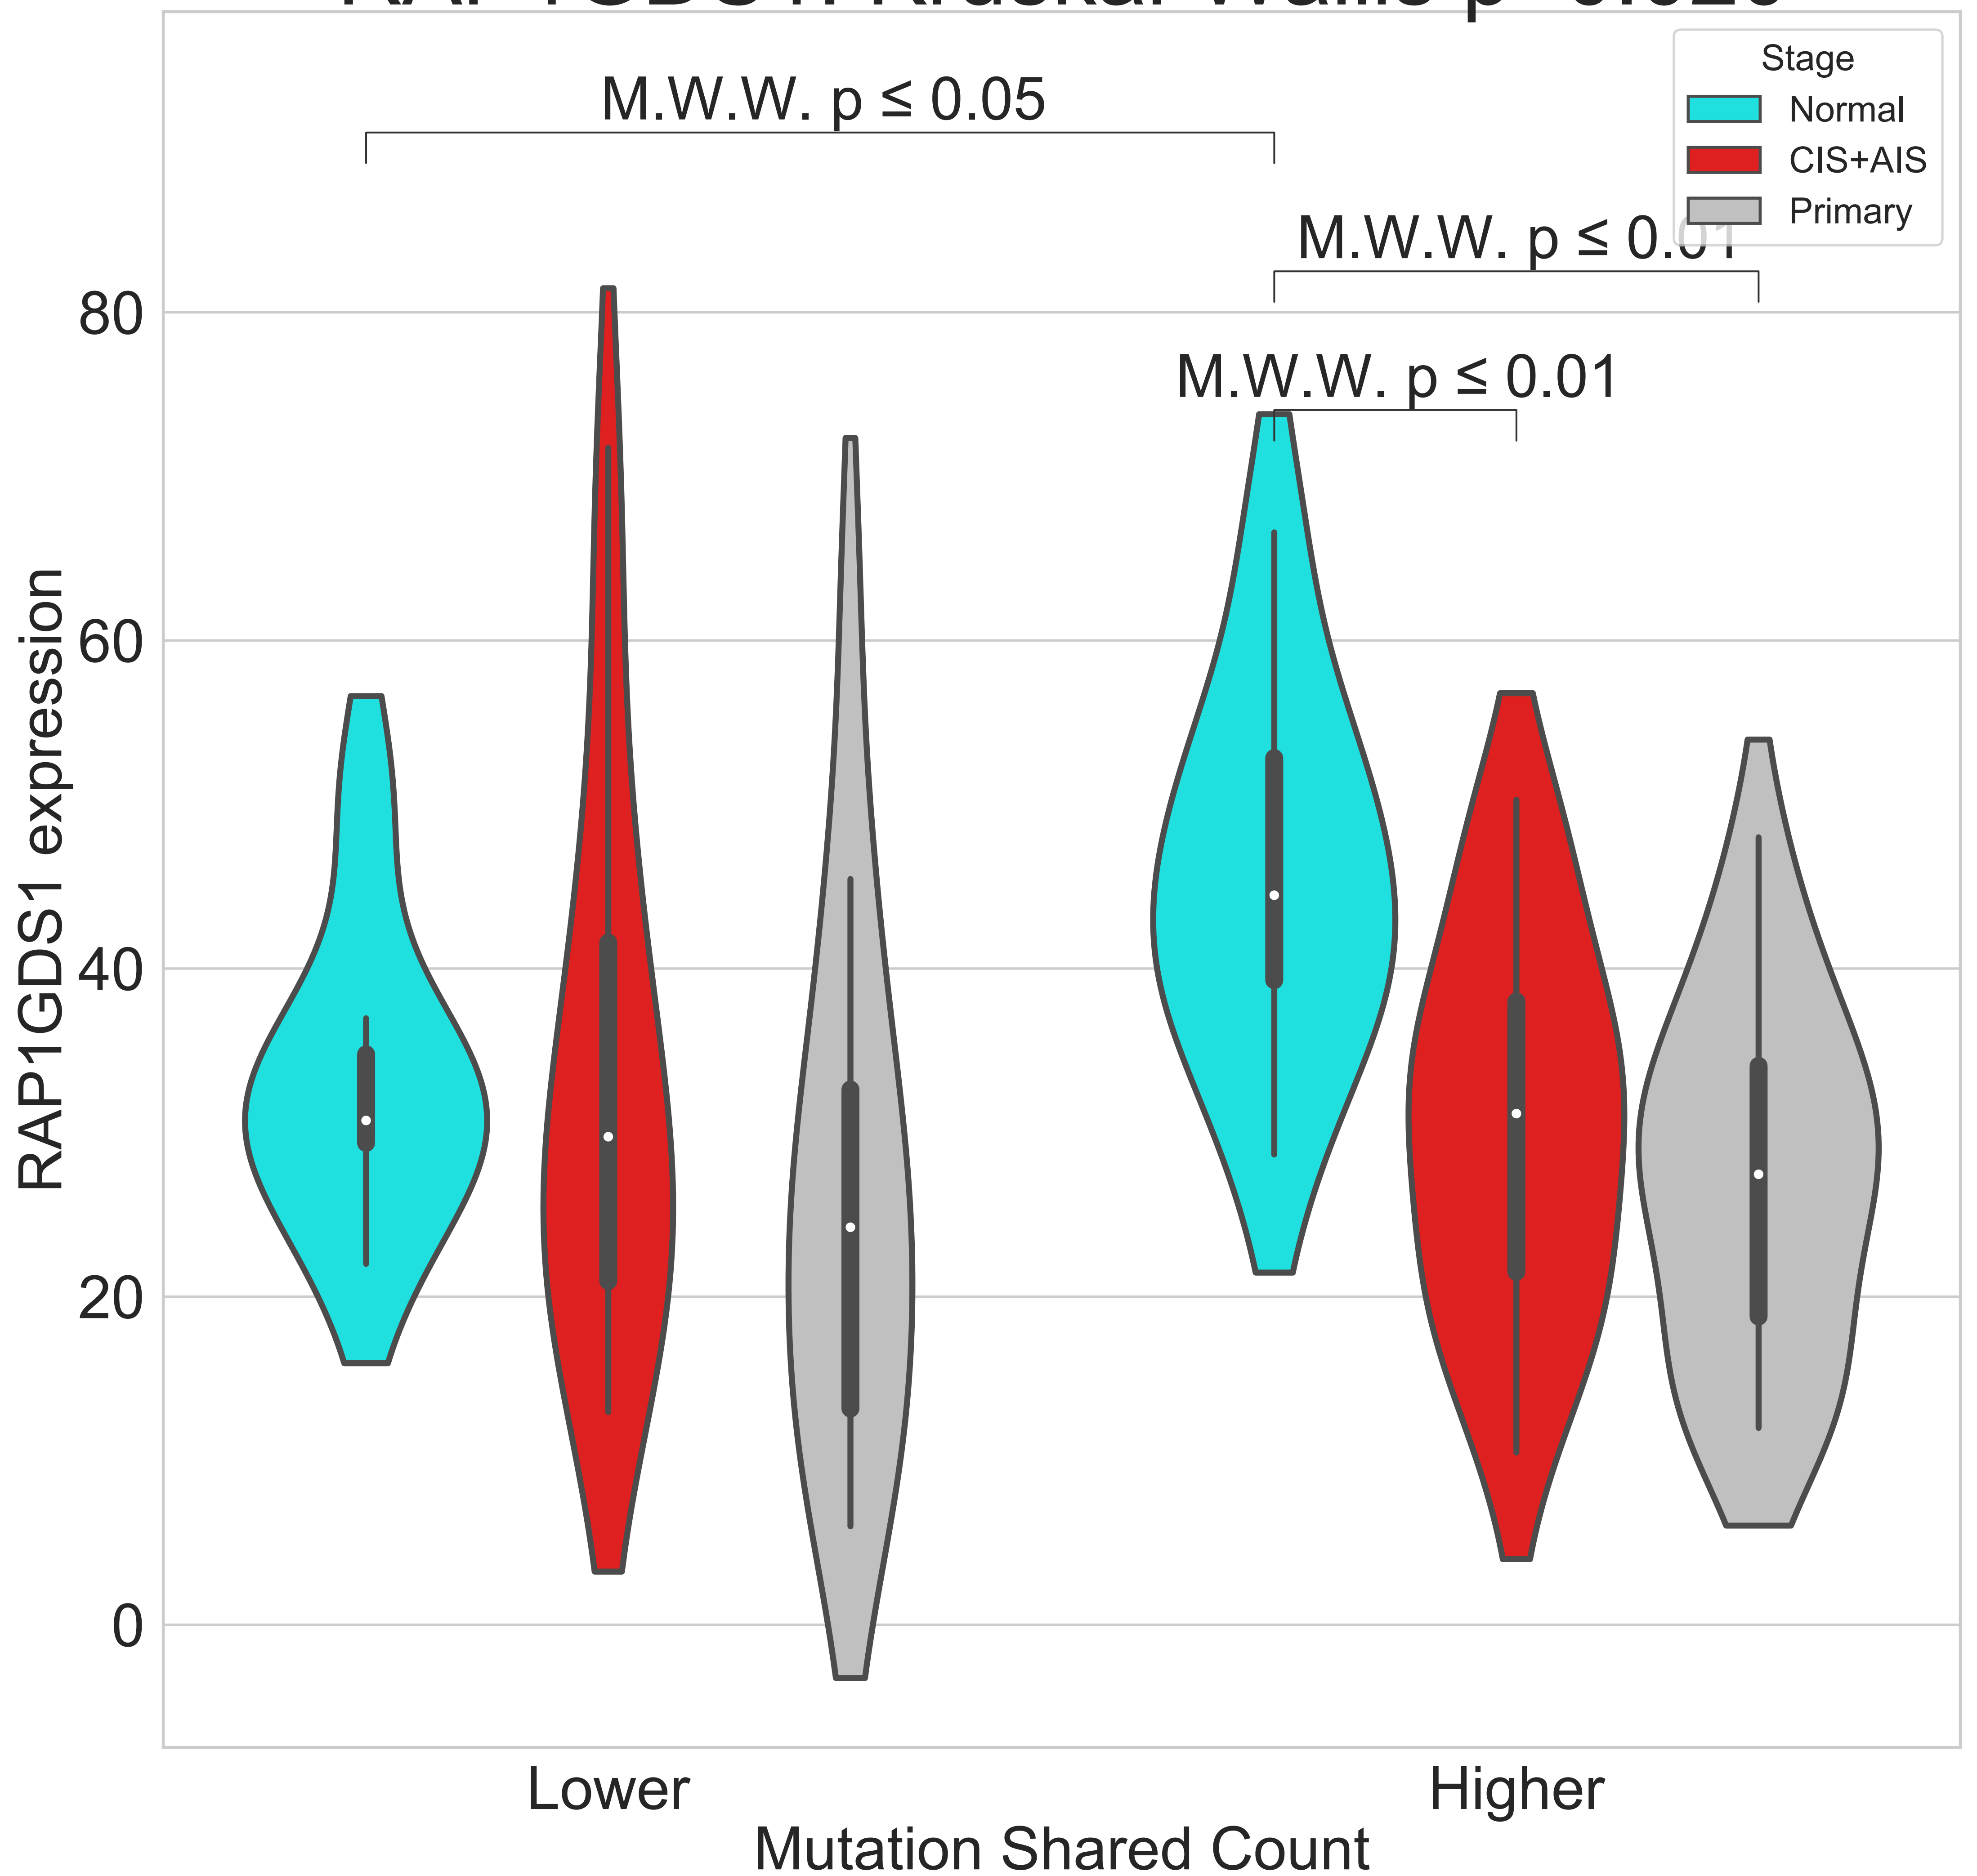 M.W.W. p ≤ 0.05
Stage
Normal
CIS+AIS
Primary
M.W.W. p ≤ 0.01
M.W.W. p ≤ 0.01
80
60
40
20
0
RAP1GDS1 expression
Lower
Higher
Mutation Shared Count